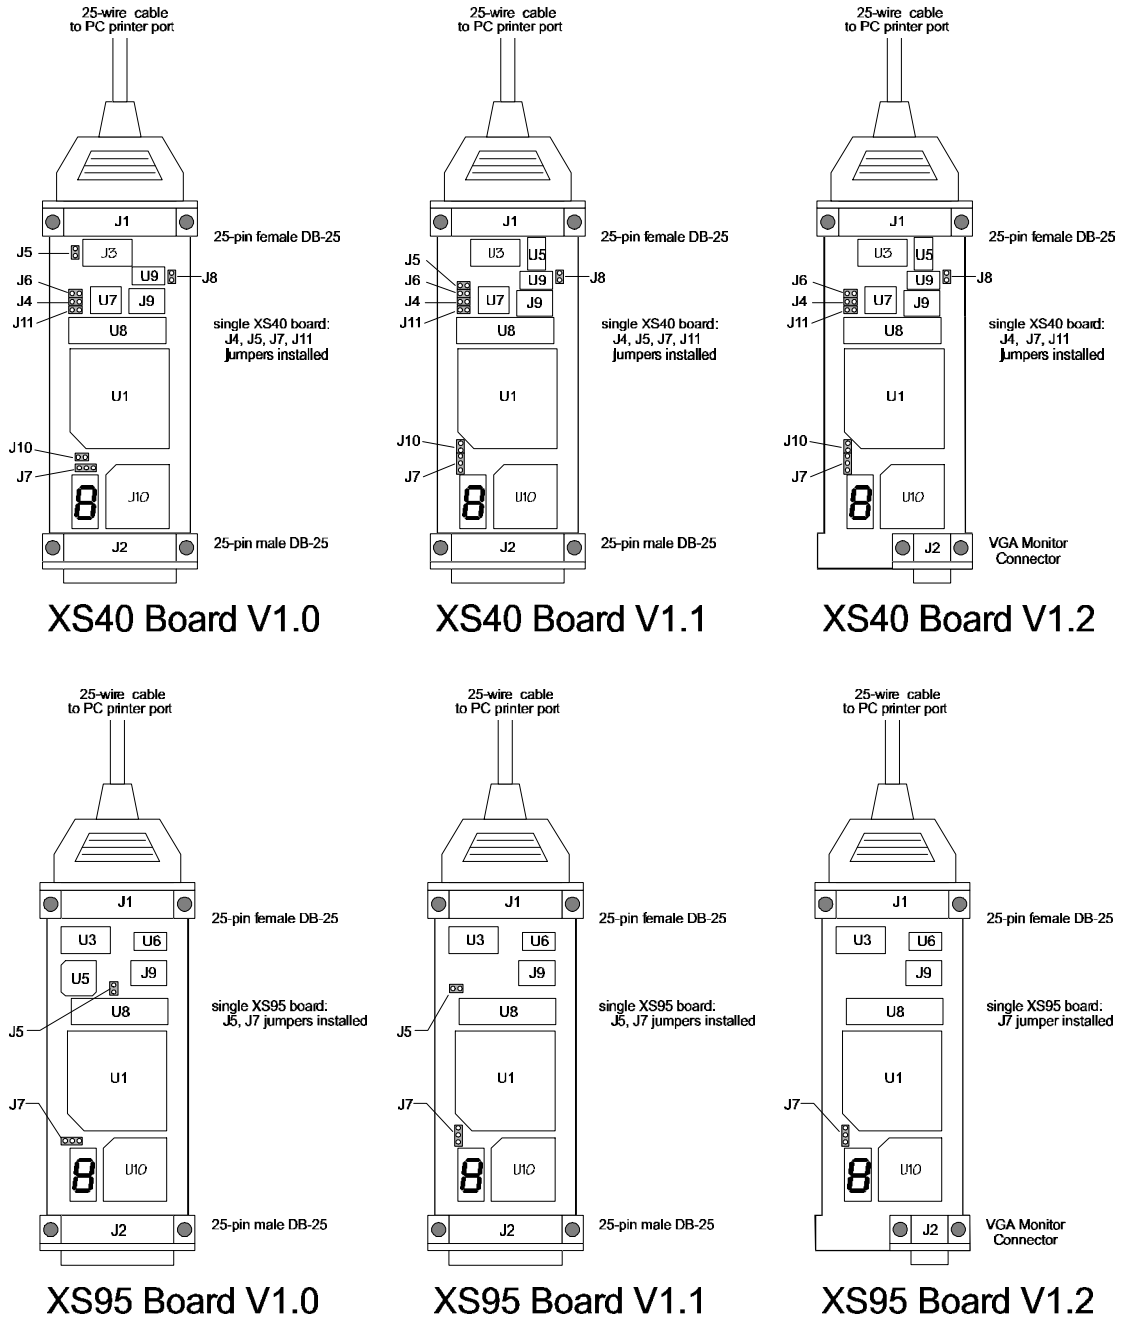 25-wire cable
to PC printer port
J1
25-pin female DB-25
J5
J3
U9
J8
J6
J4
J11
U7
J9
U8
single XS40 board:
J4, J5, J7, J11
jumpers installed
U1
J10
J7
8
J10
J2
25-pin male DB-25
XS40 Board V1.0
25-wire cable
to PC printer port
J1
25-pin female DB-25
U3
U5
J5
J6
J4
J11
U9
J8
U7
J9
U8
single XS40 board:
J4, J5, J7, J11
jumpers installed
U1
J10
J7
8
U10
J2
25-pin male DB-25
XS40 Board V1.1
25-wire cable
to PC printer port
J1
25-pin female DB-25
U3
U5
U9
J8
J6
J4
J11
U7
J9
U8
single XS40 board:
J4, J7, J11
jumpers installed
U1
J10
J7
8
U10
J2
VGA Monitor
Connector
XS40 Board V1.2
25-wire cable
to PC printer port
J1
25-pin female DB-25
U3
U6
U5
J9
U8
single XS95 board:
J5, J7 jumpers installed
J5
U1
J7
8
U10
J2
25-pin male DB-25
XS95 Board V1.0
25-wire cable
to PC printer port
J1
25-pin female DB-25
U3
U6
J9
U8
single XS95 board:
J5, J7 jumpers installed
J5
U1
J7
8
U10
J2
25-pin male DB-25
XS95 Board V1.1
25-wire cable
to PC printer port
J1
25-pin female DB-25
U3
U6
J9
U8
single XS95 board:
J7 jumper installed
U1
J7
8
U10
J2
VGA Monitor
Connector
XS95 Board V1.2